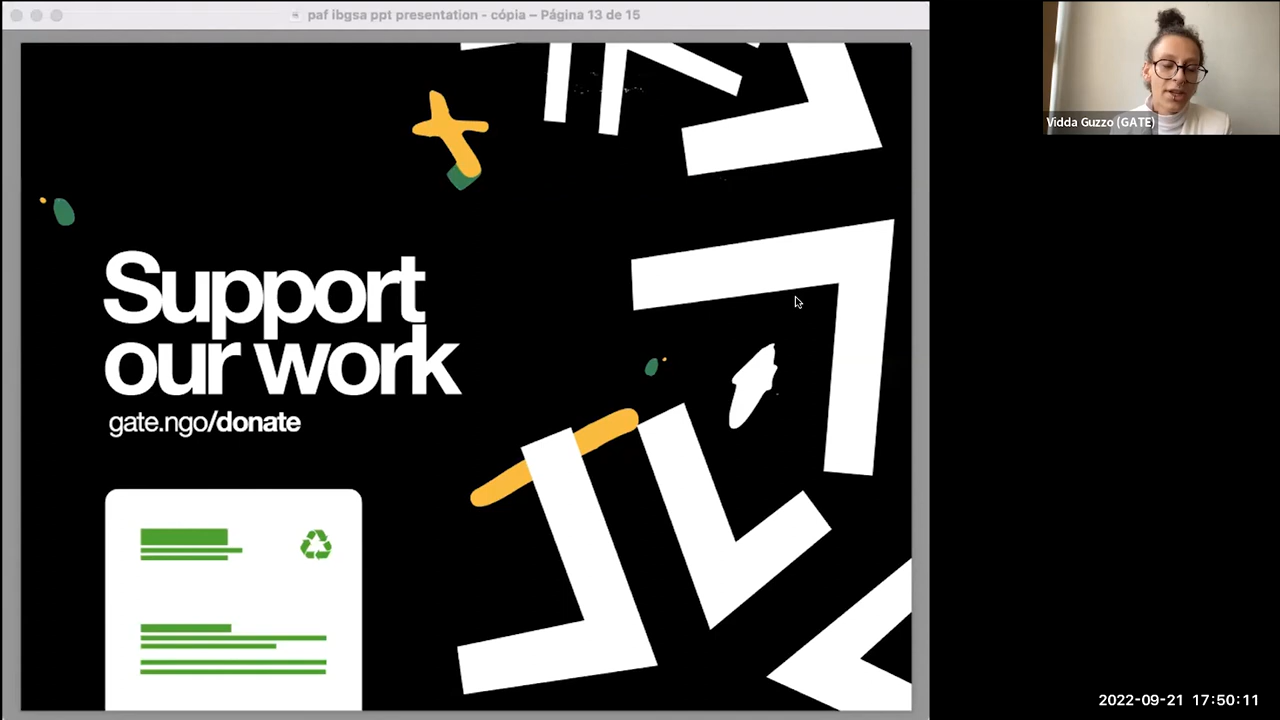 paf ibgsa ppt presentation - cópia – Página 13 de 15
Vidda Guzzo (GATE)
Support
our work
gate.ngo/donate
2022-09-21 17:50:11